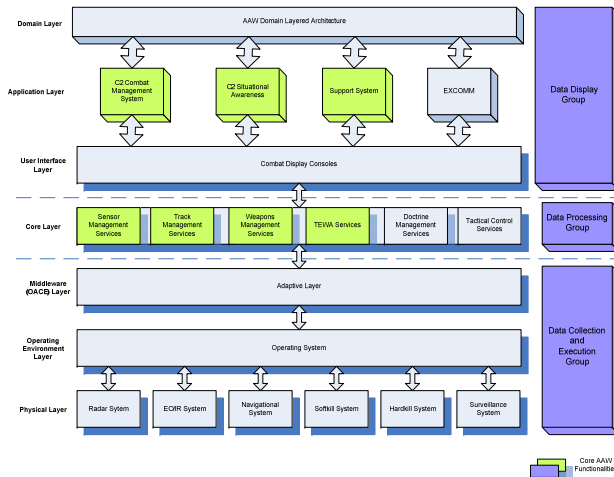 Domain Layer
AAW Domain Layered Architecture
Application Layer
C2 Combat
Management
System
C2 Situational
Awareness
Support System
EXCOMM
Data Display
Group
User Interface
Layer
Combat Display Consoles
Core Layer
Sensor
Management
Services
Track
Management
Services
Weapons
Management
Services
TEWA Services
Doctrine
Management
Services
Tactical Control
Services
Data Processing
Group
Middleware
(OACE) Layer
Adaptive Layer
Operating
Environment
Layer
Operating System
Data Collection
and
Execution
Group
Physical Layer
Radar Sytem
EO/IR System
Navigational
System
Softkill System
Hardkill System
Surveillance
System
Core AAW
Functionalitie